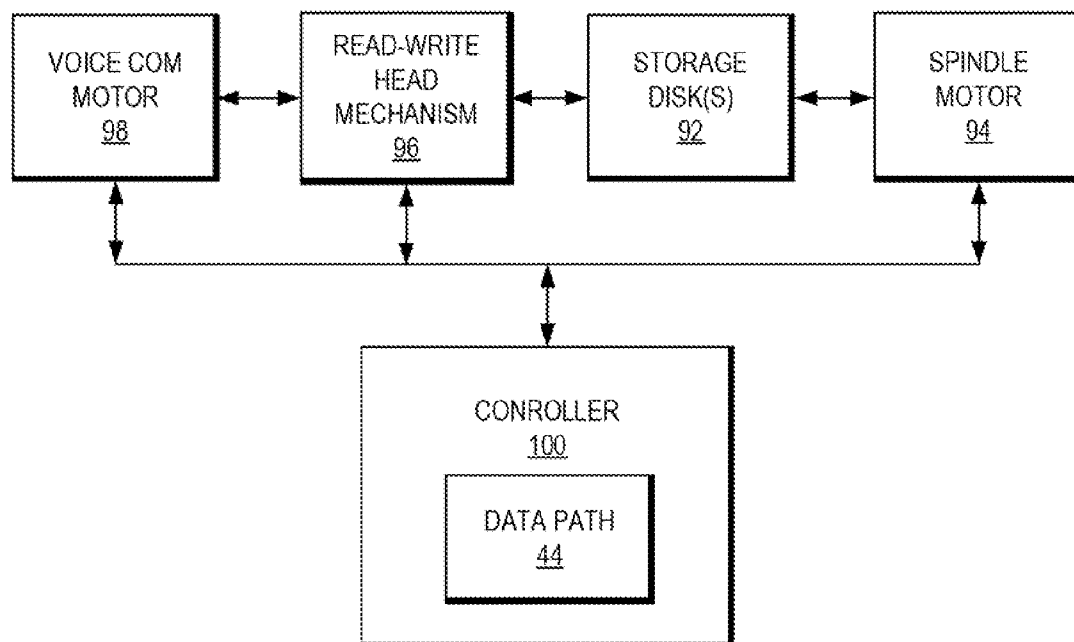 VOICE COM
MOTOR
98
READ-WRITE
HEAD
MECHANISM
96
STORAGE
DISK(S)
92
SPINDLE
MOTOR
94
CONROLLER
100
DATA PATH
44